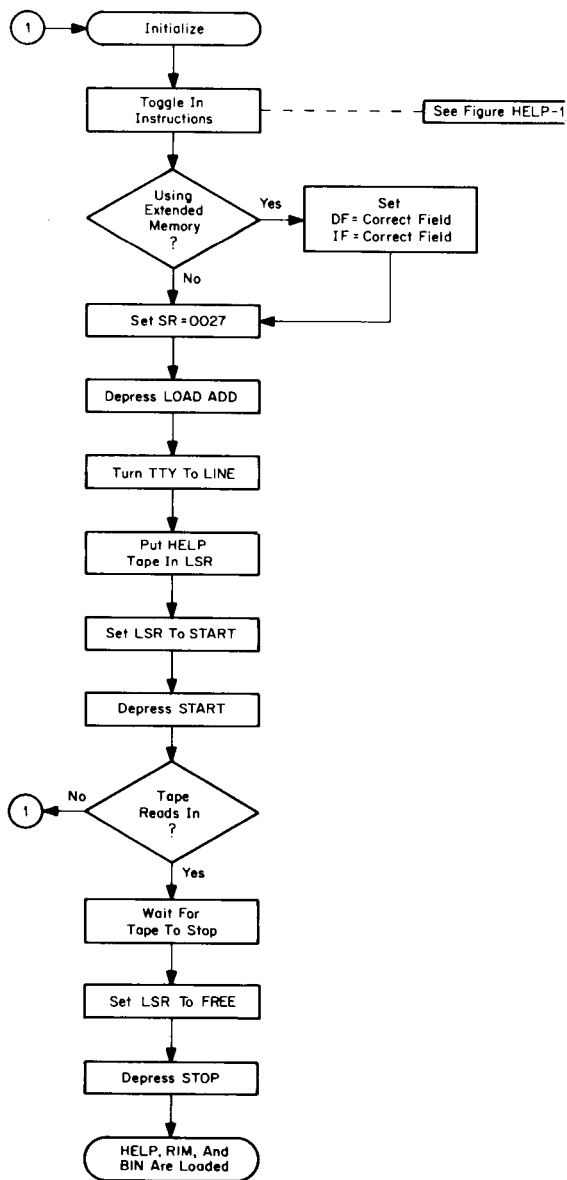 1
Initialize
Toggle In
Instructions
See Figure HELP-1
Using
Extended
Memory
?
Yes
Set
DF = Correct Field
IF = Correct Field
No
Set SR = 0027
Depress LOAD ADD
Turn TTY To LINE
Put HELP
Tape In LSR
Set LSR To START
Depress START
Tape
Reads In
?
No
1
Yes
Wait For
Tape To Stop
Set LSR To FREE
Depress STOP
HELP, RIM, And
BIN Are Loaded